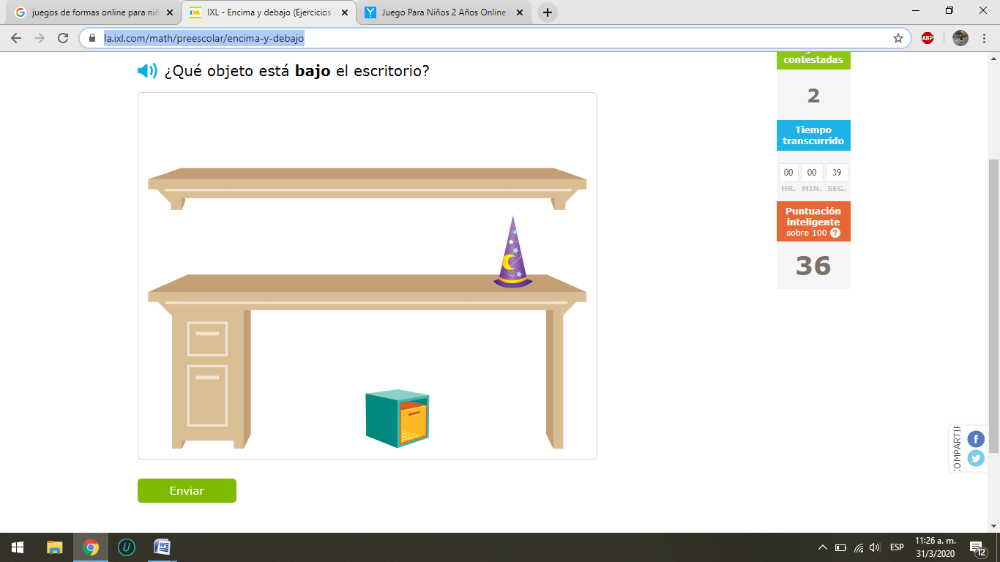 juegos de formas online para niñ
IXL - Encima y debajo (Ejercicios
Juego Para Niños 2 Años Online
la.ixl.com/math/preescolar/encima-y-debajo
ABP
contestadas
¿Qué objeto está bajo el escritorio?
2
Tiempo
transcurrido
00 00 39
HR. MIN. SEG.
Puntuación
inteligente
sobre 100 ?
36
COMPARTIR
Enviar
ESP
11:26 a. m.
31/3/2020
12